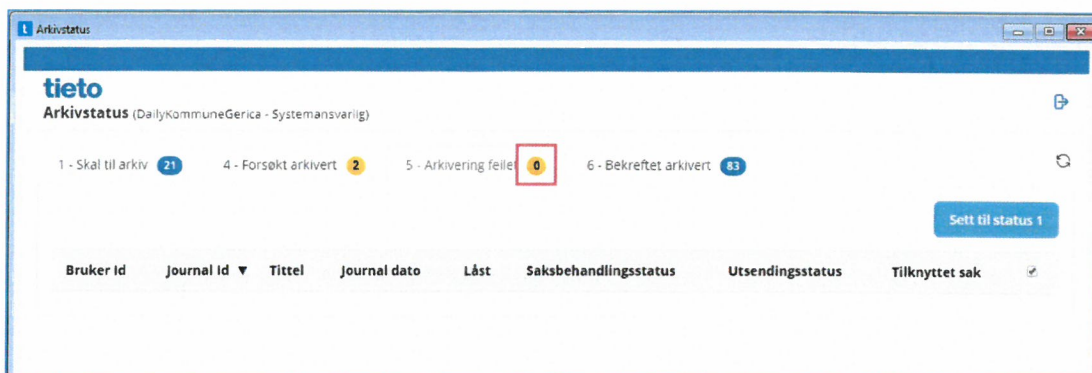 Arkivstatus
tieto
Arkivstatus (DailyKommuneGerica - Systemansvarlig)
1 - Skal til arkiv 21 4 - Forsøkt arkivert 2 5 - Arkivering feilet 0 6 - Bekreftet arkivert 83
Sett til status 1
Bruker Id Journal Id ▼ Tittel Journal dato Låst Saksbehandlingsstatus Utsendingsstatus Tilknyttet sak